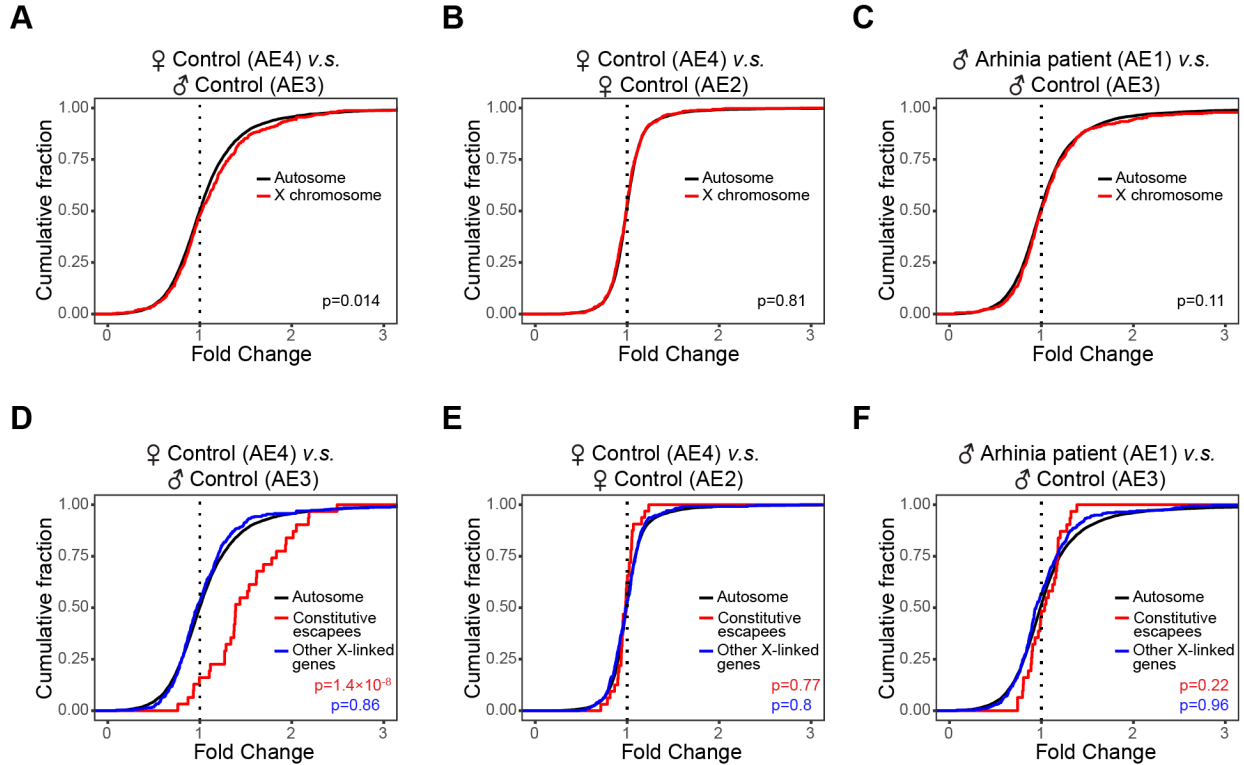 A
♀ Control (AE4) v.s.
♂ Control (AE3)
Cumulative fraction
1.00
0.75
0.50
0.25
0.00
Autosome
X chromosome
p=0.014
0 1 2 3
Fold Change
B
♀ Control (AE4) v.s.
♀ Control (AE2)
Cumulative fraction
1.00
0.75
0.50
0.25
0.00
Autosome
X chromosome
p=0.81
0 1 2 3
Fold Change
C
♂ Arhinia patient (AE1) v.s.
♂ Control (AE3)
Cumulative fraction
1.00
0.75
0.50
0.25
0.00
Autosome
X chromosome
p=0.11
0 1 2 3
Fold Change
D
♀ Control (AE4) v.s.
♂ Control (AE3)
Cumulative fraction
1.00
0.75
0.50
0.25
0.00
Autosome
Constitutive
escapees
Other X-linked
genes
p=1.4×10⁻⁸
p=0.86
0 1 2 3
Fold Change
E
♀ Control (AE4) v.s.
♀ Control (AE2)
Cumulative fraction
1.00
0.75
0.50
0.25
0.00
Autosome
Constitutive
escapees
Other X-linked
genes
p=0.77
p=0.8
0 1 2 3
Fold Change
F
♂ Arhinia patient (AE1) v.s.
♂ Control (AE3)
Cumulative fraction
1.00
0.75
0.50
0.25
0.00
Autosome
Constitutive
escapees
Other X-linked
genes
p=0.22
p=0.96
0 1 2 3
Fold Change